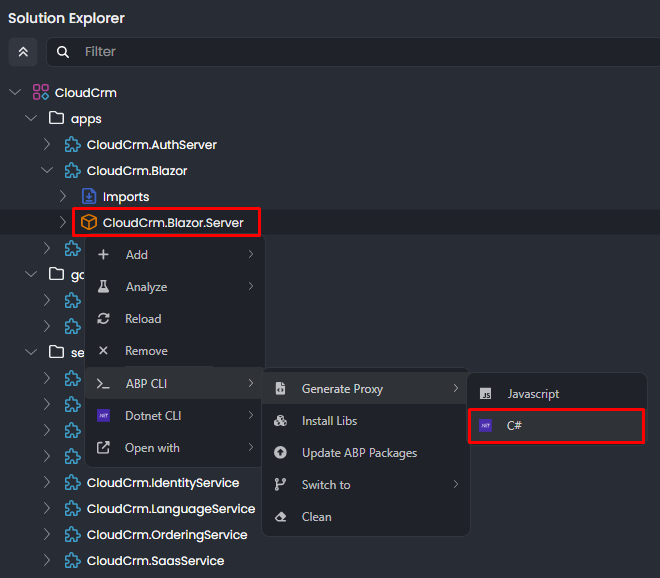 Solution Explorer
Filter
CloudCrm
apps
CloudCrm.AuthServer
CloudCrm.Blazor
Imports
CloudCrm.Blazor.Server
Add
Analyze
Reload
Remove
ABP CLI
Dotnet CLI
Open with
Generate Proxy
Install Libs
Update ABP Packages
Switch to
Clean
JS Javascript
.NET C#
CloudCrm.IdentityService
CloudCrm.LanguageService
CloudCrm.OrderingService
CloudCrm.SaasService